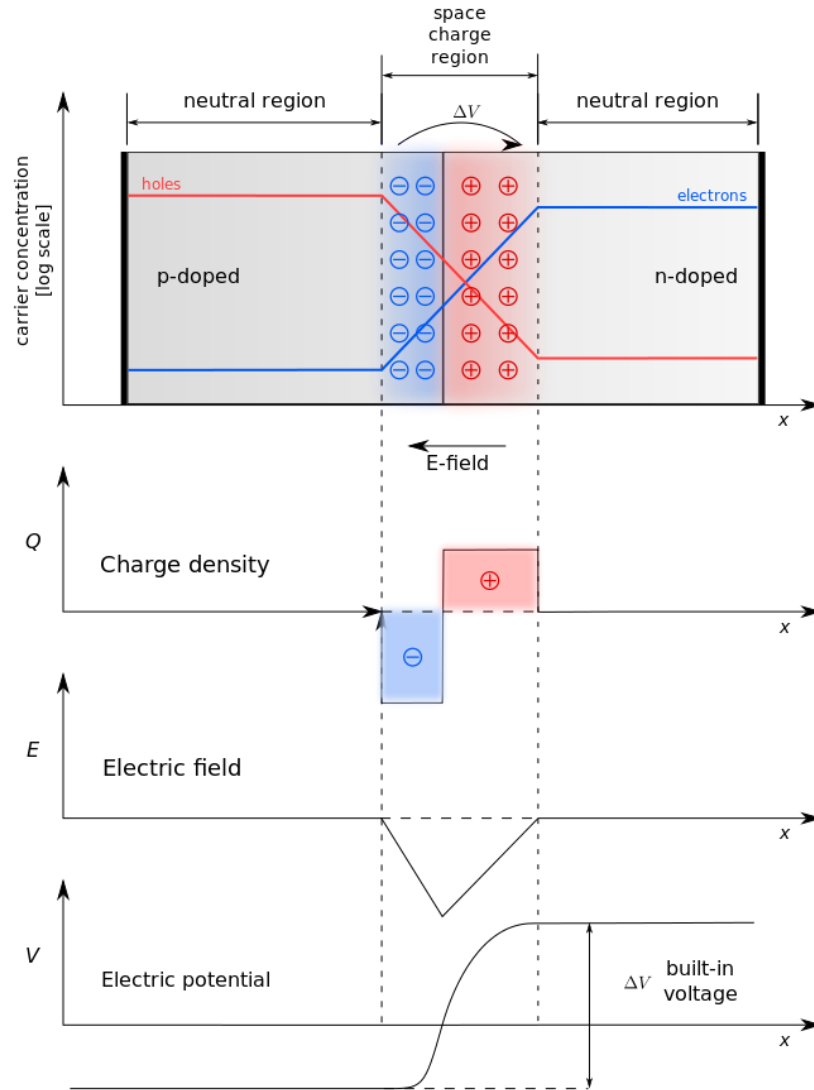 space
charge
region
neutral region
neutral region
ΔV
holes
electrons
carrier concentration
[log scale]
p-doped
n-doped
x
E-field
Q
Charge density
x
E
Electric field
x
V
Electric potential
ΔV
built-in
voltage
x